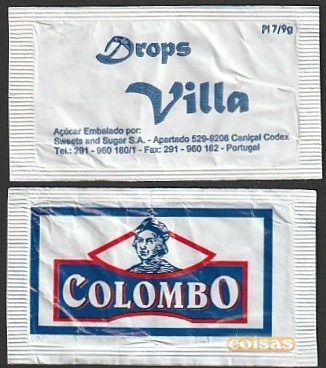 Drops
Pl 7/9g
Villa
Açúcar Embalado por:
Sweets and Sugar S.A. - Apartado 529-9206 Caniçal Codex
Tel.: 291 - 960 180/1 - Fax: 291 - 960 182 - Portugal
COLOMBO
coisas